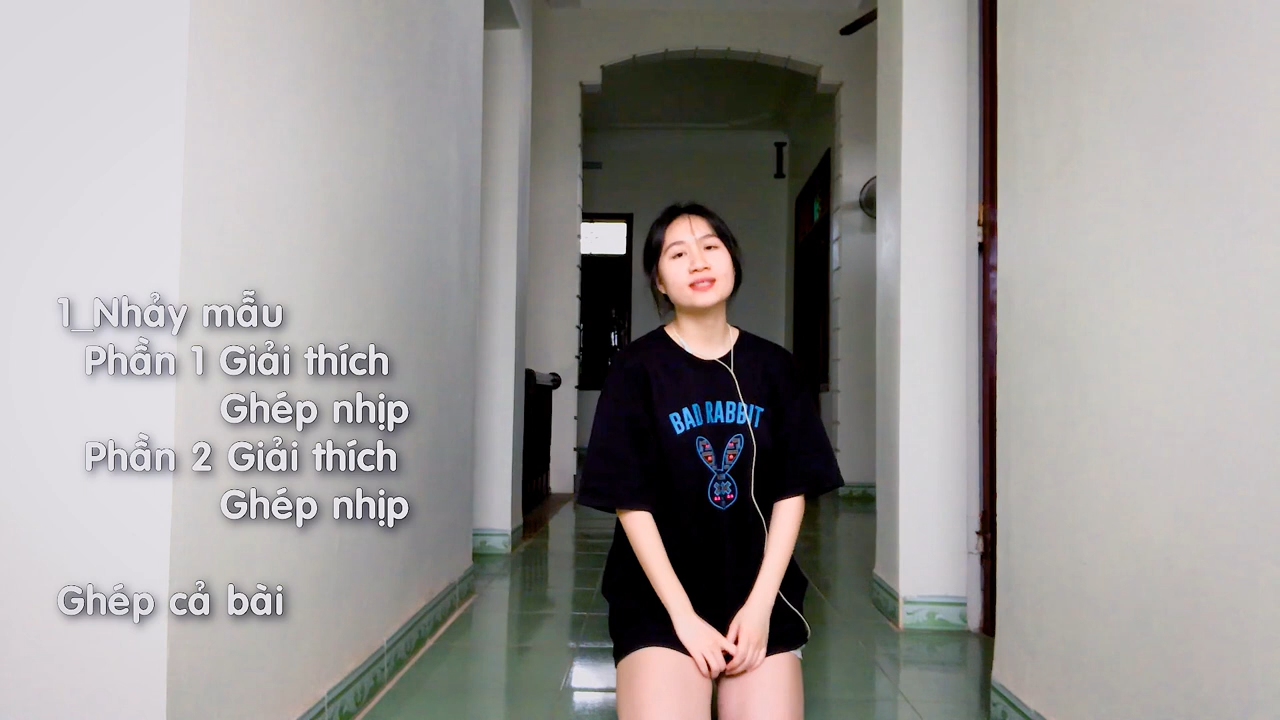 1_Nhảy mẫu
Phần 1 Giải thích
Ghép nhịp
Phần 2 Giải thích
Ghép nhịp
Ghép cả bài
BAD RABBIT